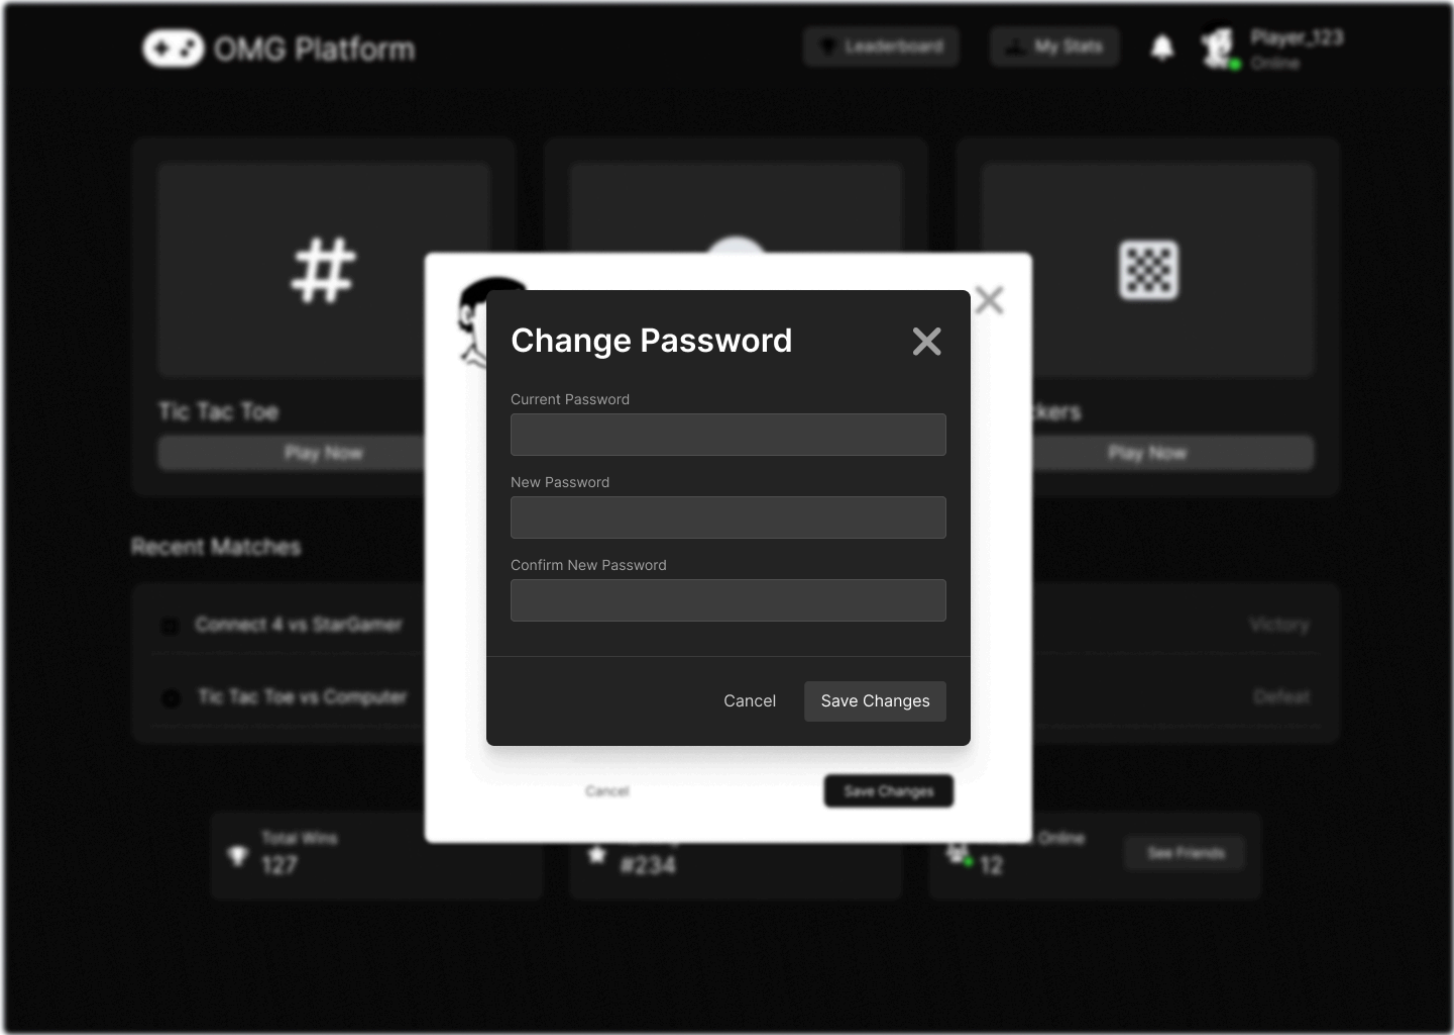 OMG Platform
Leaderboard
My Stats
Player_123
Online
Tic Tac Toe
Play Now
ckers
Play Now
Change Password
Current Password
New Password
Confirm New Password
Cancel
Save Changes
Recent Matches
Connect 4 vs StarGamer
Victory
Tic Tac Toe vs Computer
Defeat
Cancel
Save Changes
Total Wins
127
#234
Online
12
See Friends